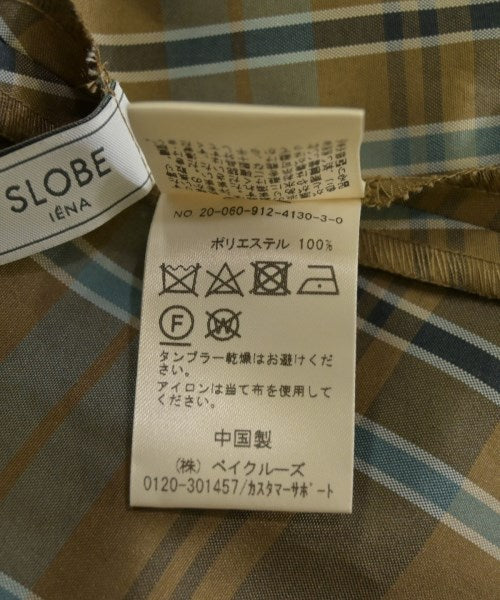 SLOBE
IÉNA
NO 20-060-912-4130-3-0
ポリエステル 100%
F
W
タンブラー乾燥はお避けくだ
さい。
アイロンは当て布を使用して
ください。
中国製
(株) ベイクルーズ
0120-301457/カスタマーサポート